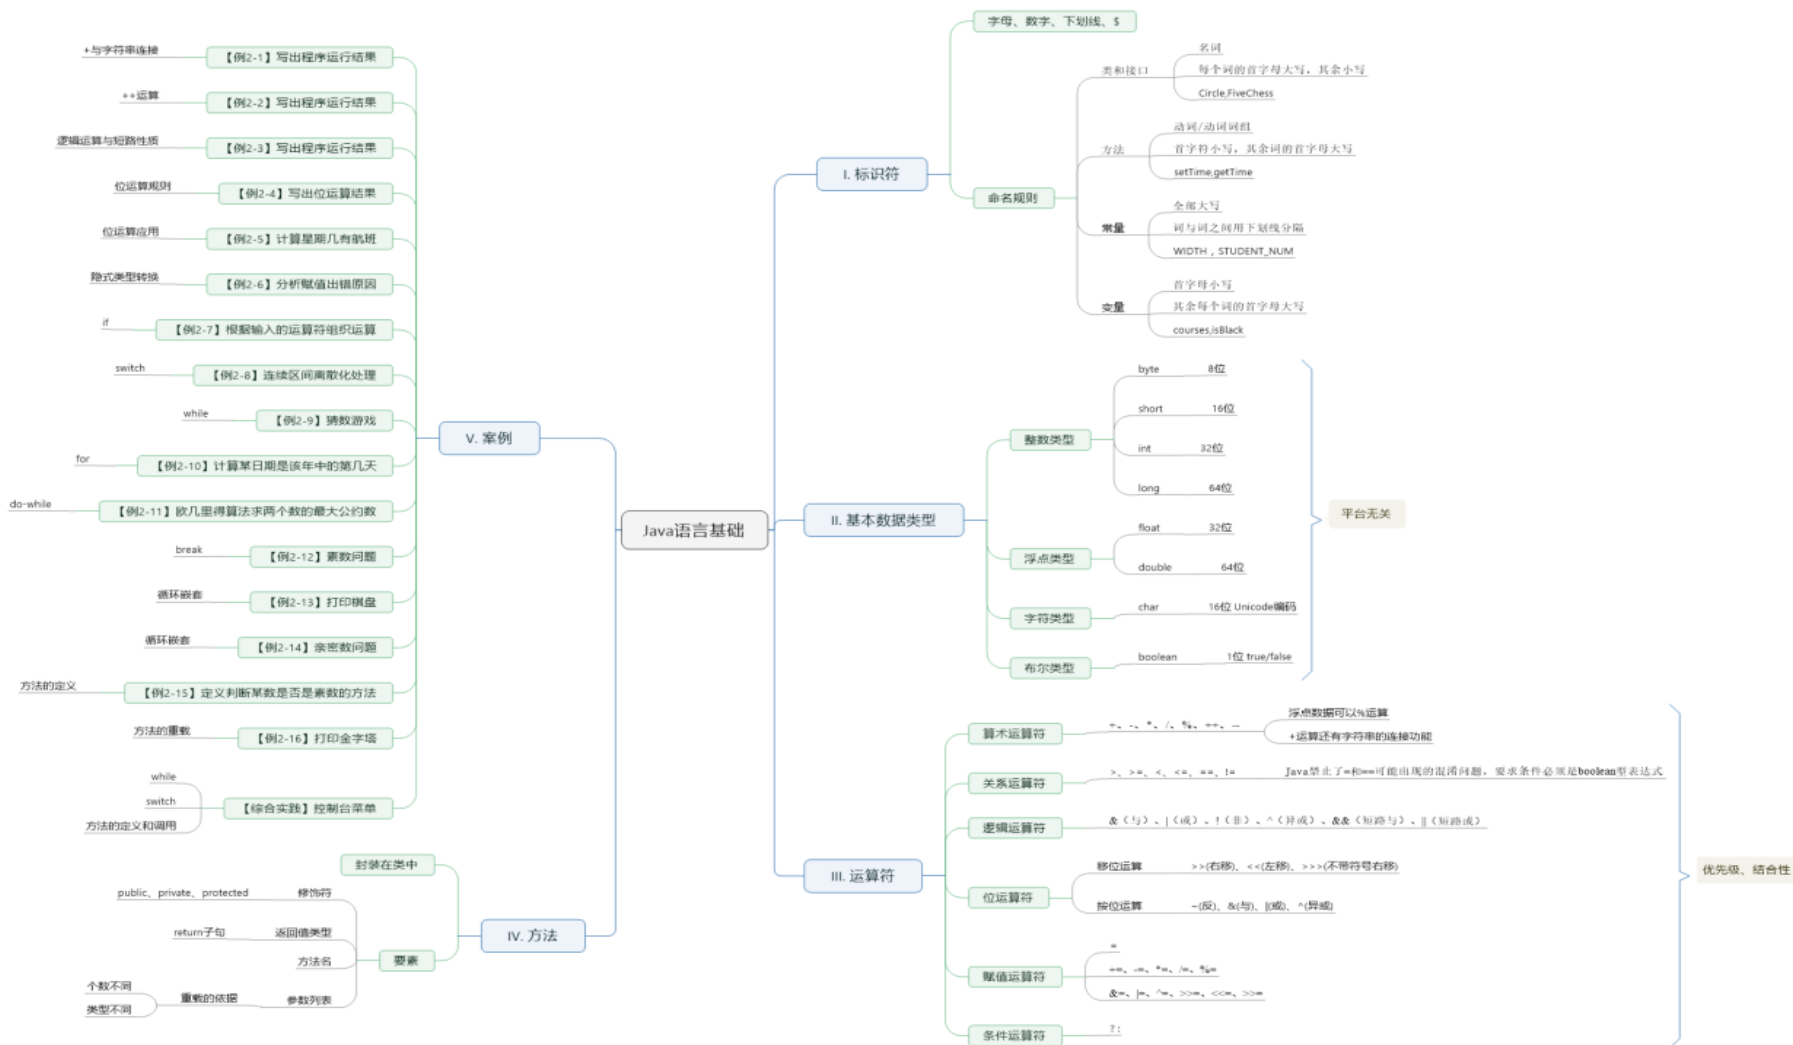 Java语言基础
I. 标识符
字母、数字、下划线、$
命名规则
类和接口
名词
每个词的首字母大写，其余小写
Circle,FiveChess
方法
动词/动词词组
首字符小写，其余词的首字母大写
setTime,getTime
常量
全部大写
词与词之间用下划线分隔
WIDTH , STUDENT_NUM
变量
首字母小写
其余每个词的首字母大写
courses,isBlack
II. 基本数据类型
整数类型
byte 8位
short 16位
int 32位
long 64位
浮点类型
float 32位
double 64位
字符类型
char 16位 Unicode编码
布尔类型
boolean 1位 true/false
平台无关
III. 运算符
算术运算符
+、-、*、/、%、++、--
浮点数据可以%运算
+运算还有字符串的连接功能
关系运算符
>、>=、<、<=、==、!=
Java禁止了=和==可能出现的混淆问题，要求条件必须是boolean型表达式
逻辑运算符
&（与）、|（或）、!（非）、^（异或）、&&（短路与）、||（短路或）
位运算符
移位运算 >>(右移)、<<(左移)、>>>(不带符号右移)
按位运算 ~(反)、&(与)、|(或)、^(异或)
赋值运算符
=
+=、-=、*=、/=、%=
&=、|=、^=、>>=、<<=、>>=
条件运算符
? :
优先级、结合性
IV. 方法
封装在类中
要素
修饰符
public、private、protected
返回值类型
return子句
方法名
参数列表
重载的依据
个数不同
类型不同
V. 案例
【例2-1】写出程序运行结果
+与字符串连接
【例2-2】写出程序运行结果
++运算
【例2-3】写出程序运行结果
逻辑运算与短路性质
【例2-4】写出位运算结果
位运算规则
【例2-5】计算星期几有航班
位运算应用
【例2-6】分析赋值出错原因
隐式类型转换
【例2-7】根据输入的运算符组织运算
if
【例2-8】连续区间离散化处理
switch
【例2-9】猜数游戏
while
【例2-10】计算某日期是该年中的第几天
for
【例2-11】欧几里得算法求两个数的最大公约数
do-while
【例2-12】素数问题
break
【例2-13】打印棋盘
循环嵌套
【例2-14】亲密数问题
循环嵌套
【例2-15】定义判断某数是否是素数的方法
方法的定义
【例2-16】打印金字塔
方法的重载
【综合实践】控制台菜单
while
switch
方法的定义和调用